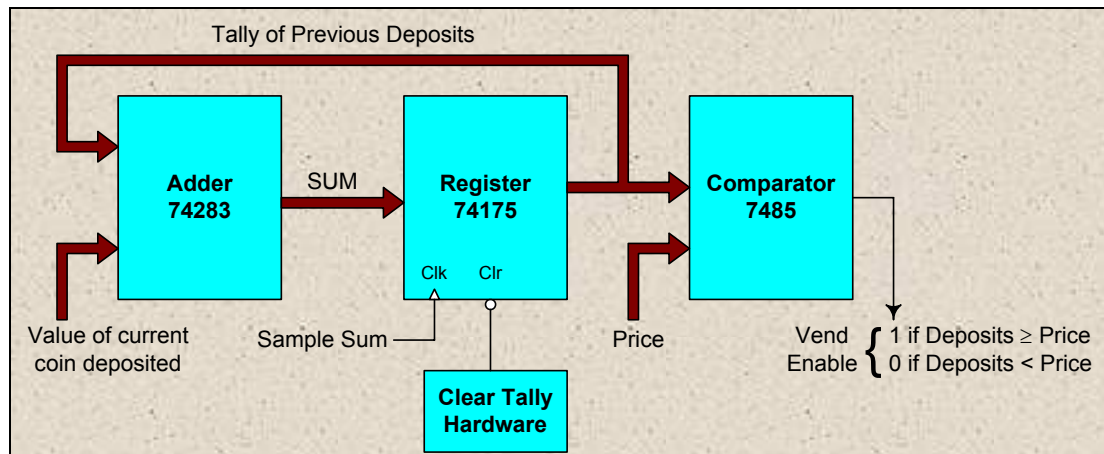 Tally of Previous Deposits
Adder
74283
SUM
Register
74175
Clk
Clr
Comparator
7485
Value of current
coin deposited
Sample Sum
Price
Clear Tally
Hardware
Vend
Enable
{
1 if Deposits ≥ Price
0 if Deposits < Price